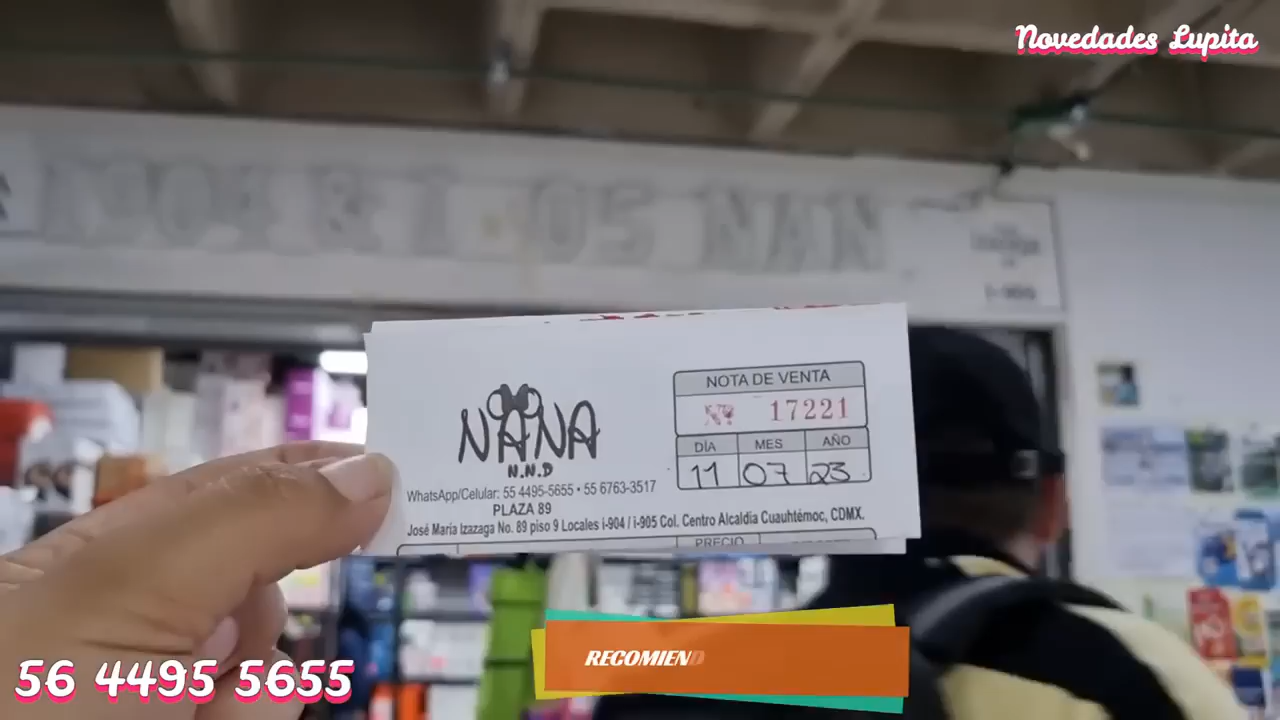 Novedades Lupita
NANA
N.N.D
WhatsApp/Celular: 55 4495-5655 • 55 6763-3517
PLAZA 89
José María Izazaga No. 89 piso 9 Locales i-904 / i-905 Col. Centro Alcaldía Cuauhtémoc, CDMX.
NOTA DE VENTA
Nº 17221
DÍA MES AÑO
11 07 23
PRECIO
56 4495 5655
RECOMIEND